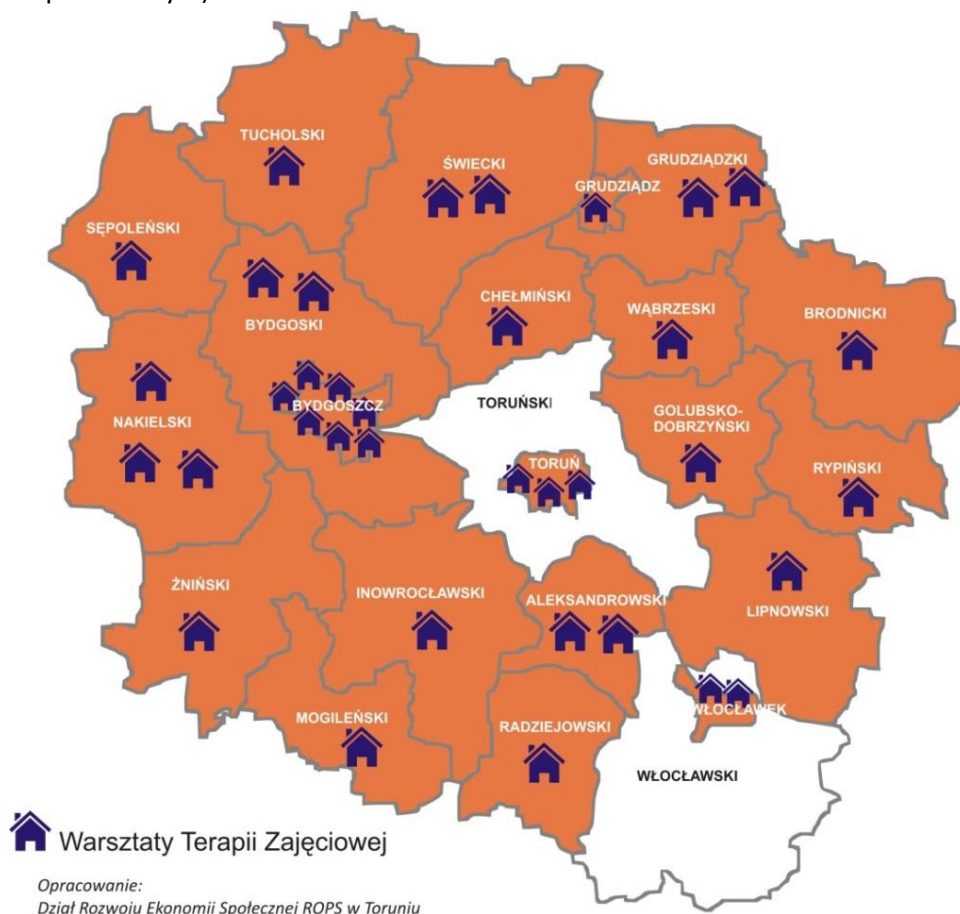 TUCHOLSKI
ŚWIECKI
GRUDZIĄDZKI
GRUDZIĄDZ
SĘPOLEŃSKI
CHEŁMIŃSKI
WĄBRZESKI
BRODNICKI
BYDGOSKI
BYDGOSZCZ
TORUŃSKI
NAKIELSKI
GOLUBSKO-
DOBRZYŃSKI
TORUŃ
RYPIŃSKI
ŻNIŃSKI
INOWROCŁAWSKI
ALEKSANDROWSKI
LIPNOWSKI
WŁOCŁAWEK
MOGILEŃSKI
RADZIEJOWSKI
WŁOCŁAWSKI
Warsztaty Terapii Zajęciowej
Opracowanie:
Dział Rozwoju Ekonomii Społecznej ROPS w Toruniu